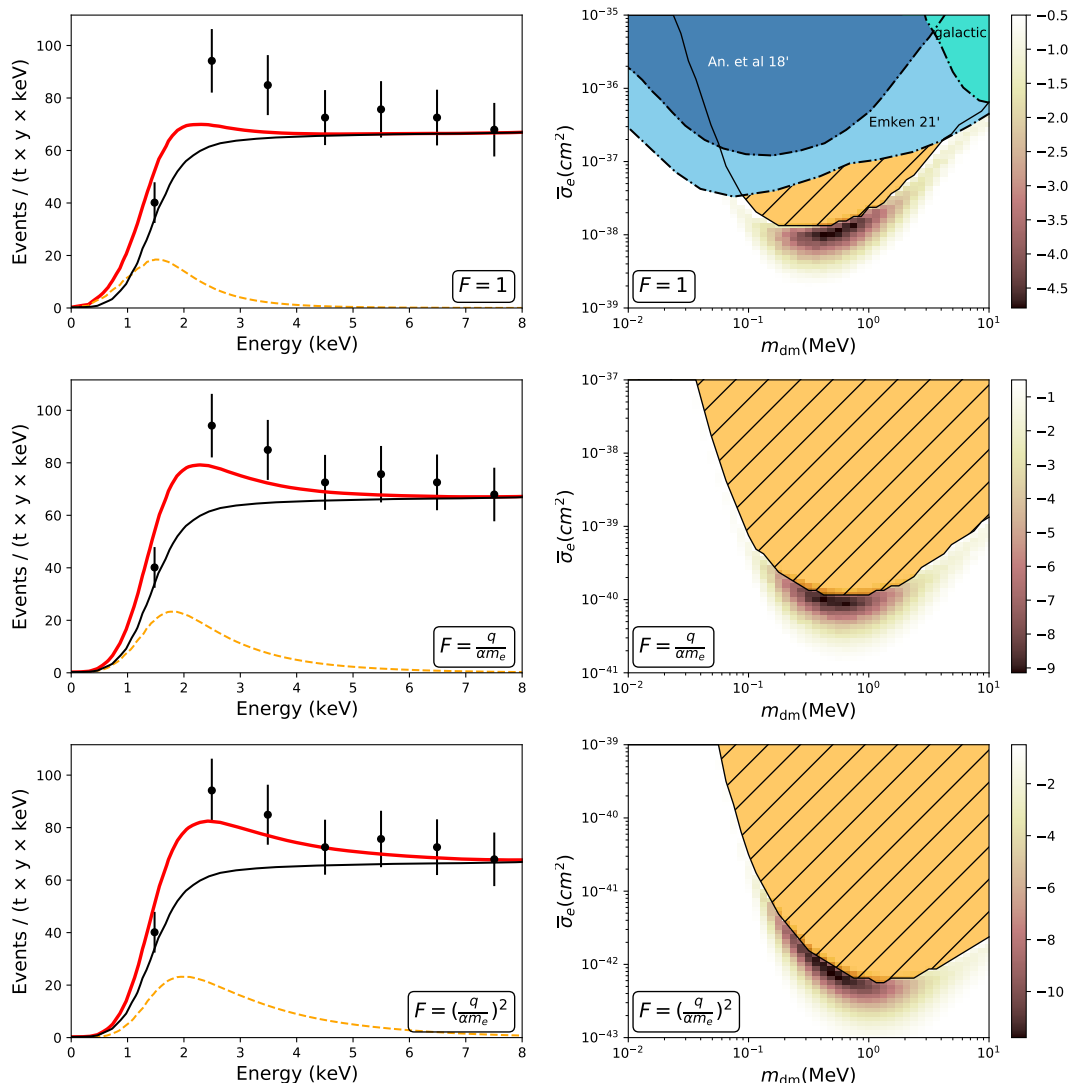 100
80
60
40
20
0
Events / (t × y × keV)
0 1 2 3 4 5 6 7 8
Energy (keV)
F = 1
10⁻³⁵
10⁻³⁶
10⁻³⁷
10⁻³⁸
10⁻³⁹
σ̅ₑ(cm²)
An. et al 18'
galactic
Emken 21'
F = 1
10⁻² 10⁻¹ 10⁰ 10¹
m_dm(MeV)
−0.5
−1.0
−1.5
−2.0
−2.5
−3.0
−3.5
−4.0
−4.5
100
80
60
40
20
0
Events / (t × y × keV)
0 1 2 3 4 5 6 7 8
Energy (keV)
F = q/(αmₑ)
10⁻³⁷
10⁻³⁸
10⁻³⁹
10⁻⁴⁰
10⁻⁴¹
σ̅ₑ(cm²)
F = q/(αmₑ)
10⁻² 10⁻¹ 10⁰ 10¹
m_dm(MeV)
−1
−2
−3
−4
−5
−6
−7
−8
−9
100
80
60
40
20
0
Events / (t × y × keV)
0 1 2 3 4 5 6 7 8
Energy (keV)
F = (q/(αmₑ))²
10⁻³⁹
10⁻⁴⁰
10⁻⁴¹
10⁻⁴²
10⁻⁴³
σ̅ₑ(cm²)
F = (q/(αmₑ))²
10⁻² 10⁻¹ 10⁰ 10¹
m_dm(MeV)
−2
−4
−6
−8
−10